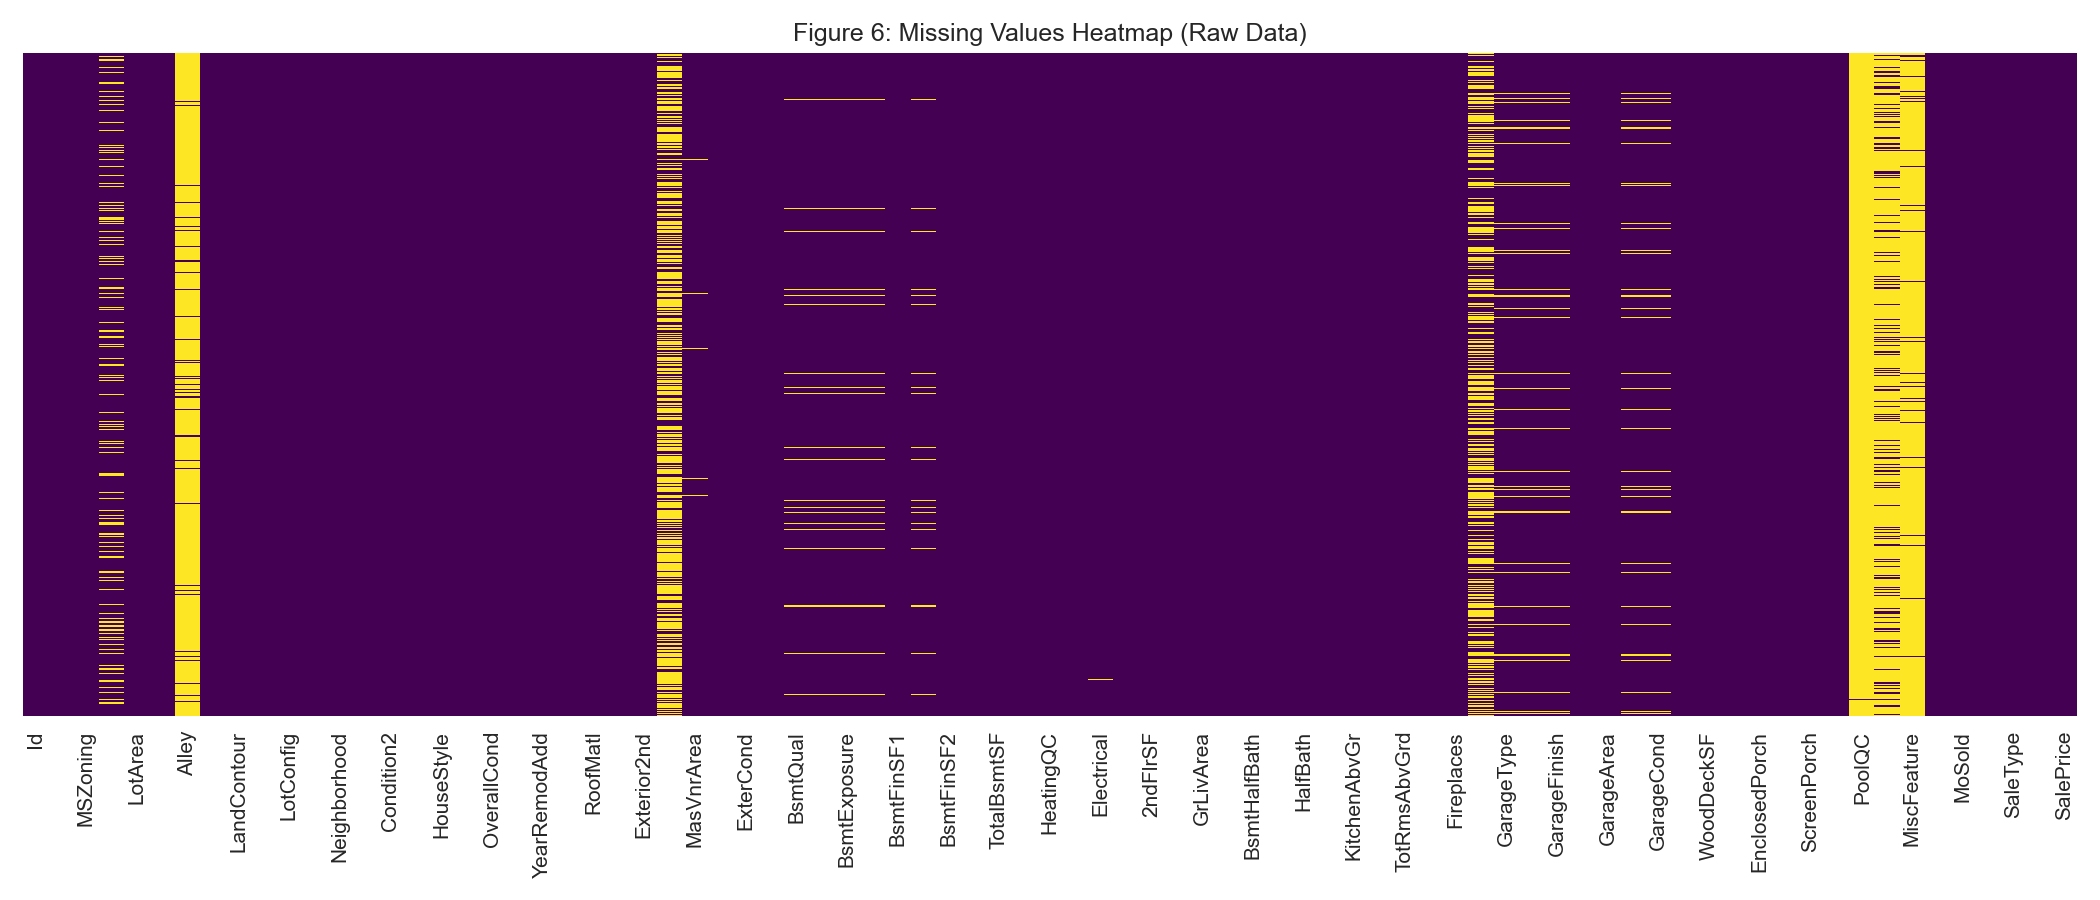 Figure 6: Missing Values Heatmap (Raw Data)
Id
MSZoning
LotArea
Alley
LandContour
LotConfig
Neighborhood
Condition2
HouseStyle
OverallCond
YearRemodAdd
RoofMatl
Exterior2nd
MasVnrArea
ExterCond
BsmtQual
BsmtExposure
BsmtFinSF1
BsmtFinSF2
TotalBsmtSF
HeatingQC
Electrical
2ndFlrSF
GrLivArea
BsmtHalfBath
HalfBath
KitchenAbvGr
TotRmsAbvGrd
Fireplaces
GarageType
GarageFinish
GarageArea
GarageCond
WoodDeckSF
EnclosedPorch
ScreenPorch
PoolQC
MiscFeature
MoSold
SaleType
SalePrice